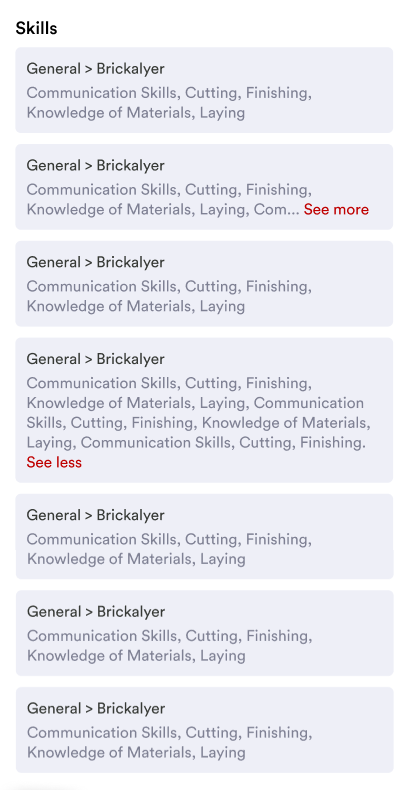 Skills
General > Brickalyer
Communication Skills, Cutting, Finishing,
Knowledge of Materials, Laying
General > Brickalyer
Communication Skills, Cutting, Finishing,
Knowledge of Materials, Laying, Com... See more
General > Brickalyer
Communication Skills, Cutting, Finishing,
Knowledge of Materials, Laying
General > Brickalyer
Communication Skills, Cutting, Finishing,
Knowledge of Materials, Laying, Communication
Skills, Cutting, Finishing, Knowledge of Materials,
Laying, Communication Skills, Cutting, Finishing.
See less
General > Brickalyer
Communication Skills, Cutting, Finishing,
Knowledge of Materials, Laying
General > Brickalyer
Communication Skills, Cutting, Finishing,
Knowledge of Materials, Laying
General > Brickalyer
Communication Skills, Cutting, Finishing,
Knowledge of Materials, Laying